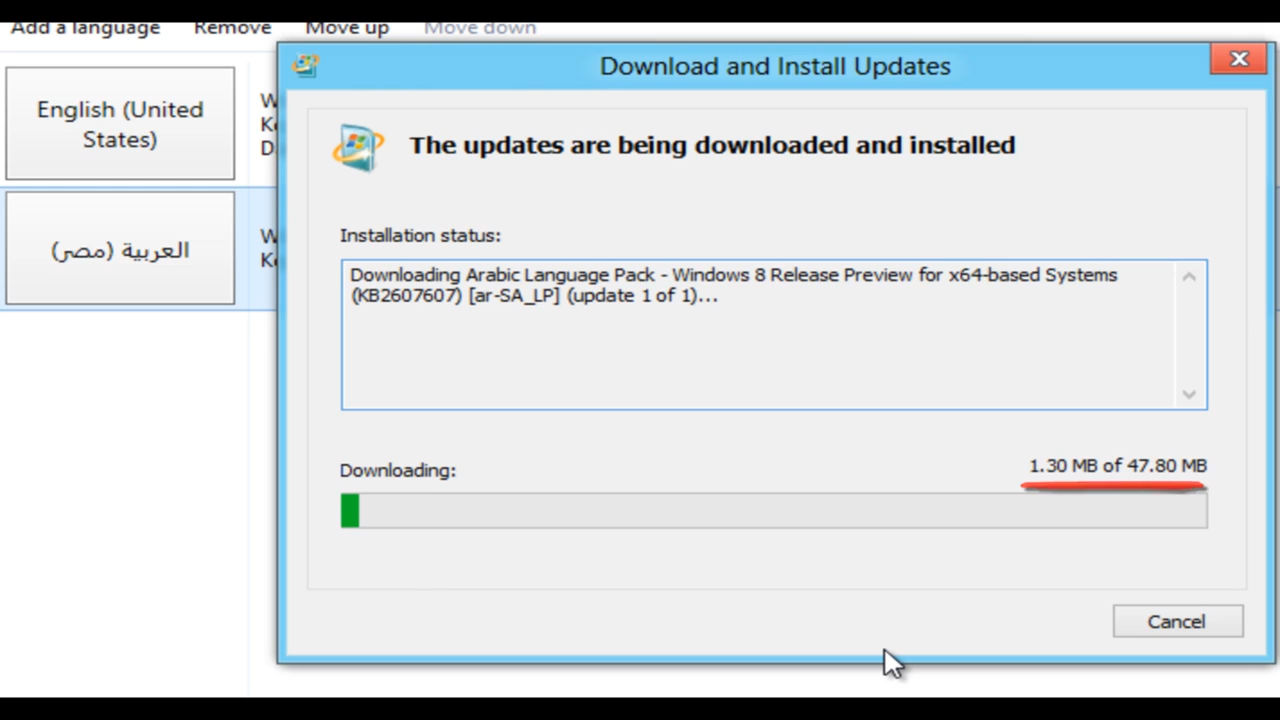 Add a language Remove Move up Move down
Download and Install Updates
English (United
States)
العربية (مصر)
The updates are being downloaded and installed
Installation status:
Downloading Arabic Language Pack - Windows 8 Release Preview for x64-based Systems
(KB2607607) [ar-SA_LP] (update 1 of 1)...
Downloading:
1.30 MB of 47.80 MB
Cancel